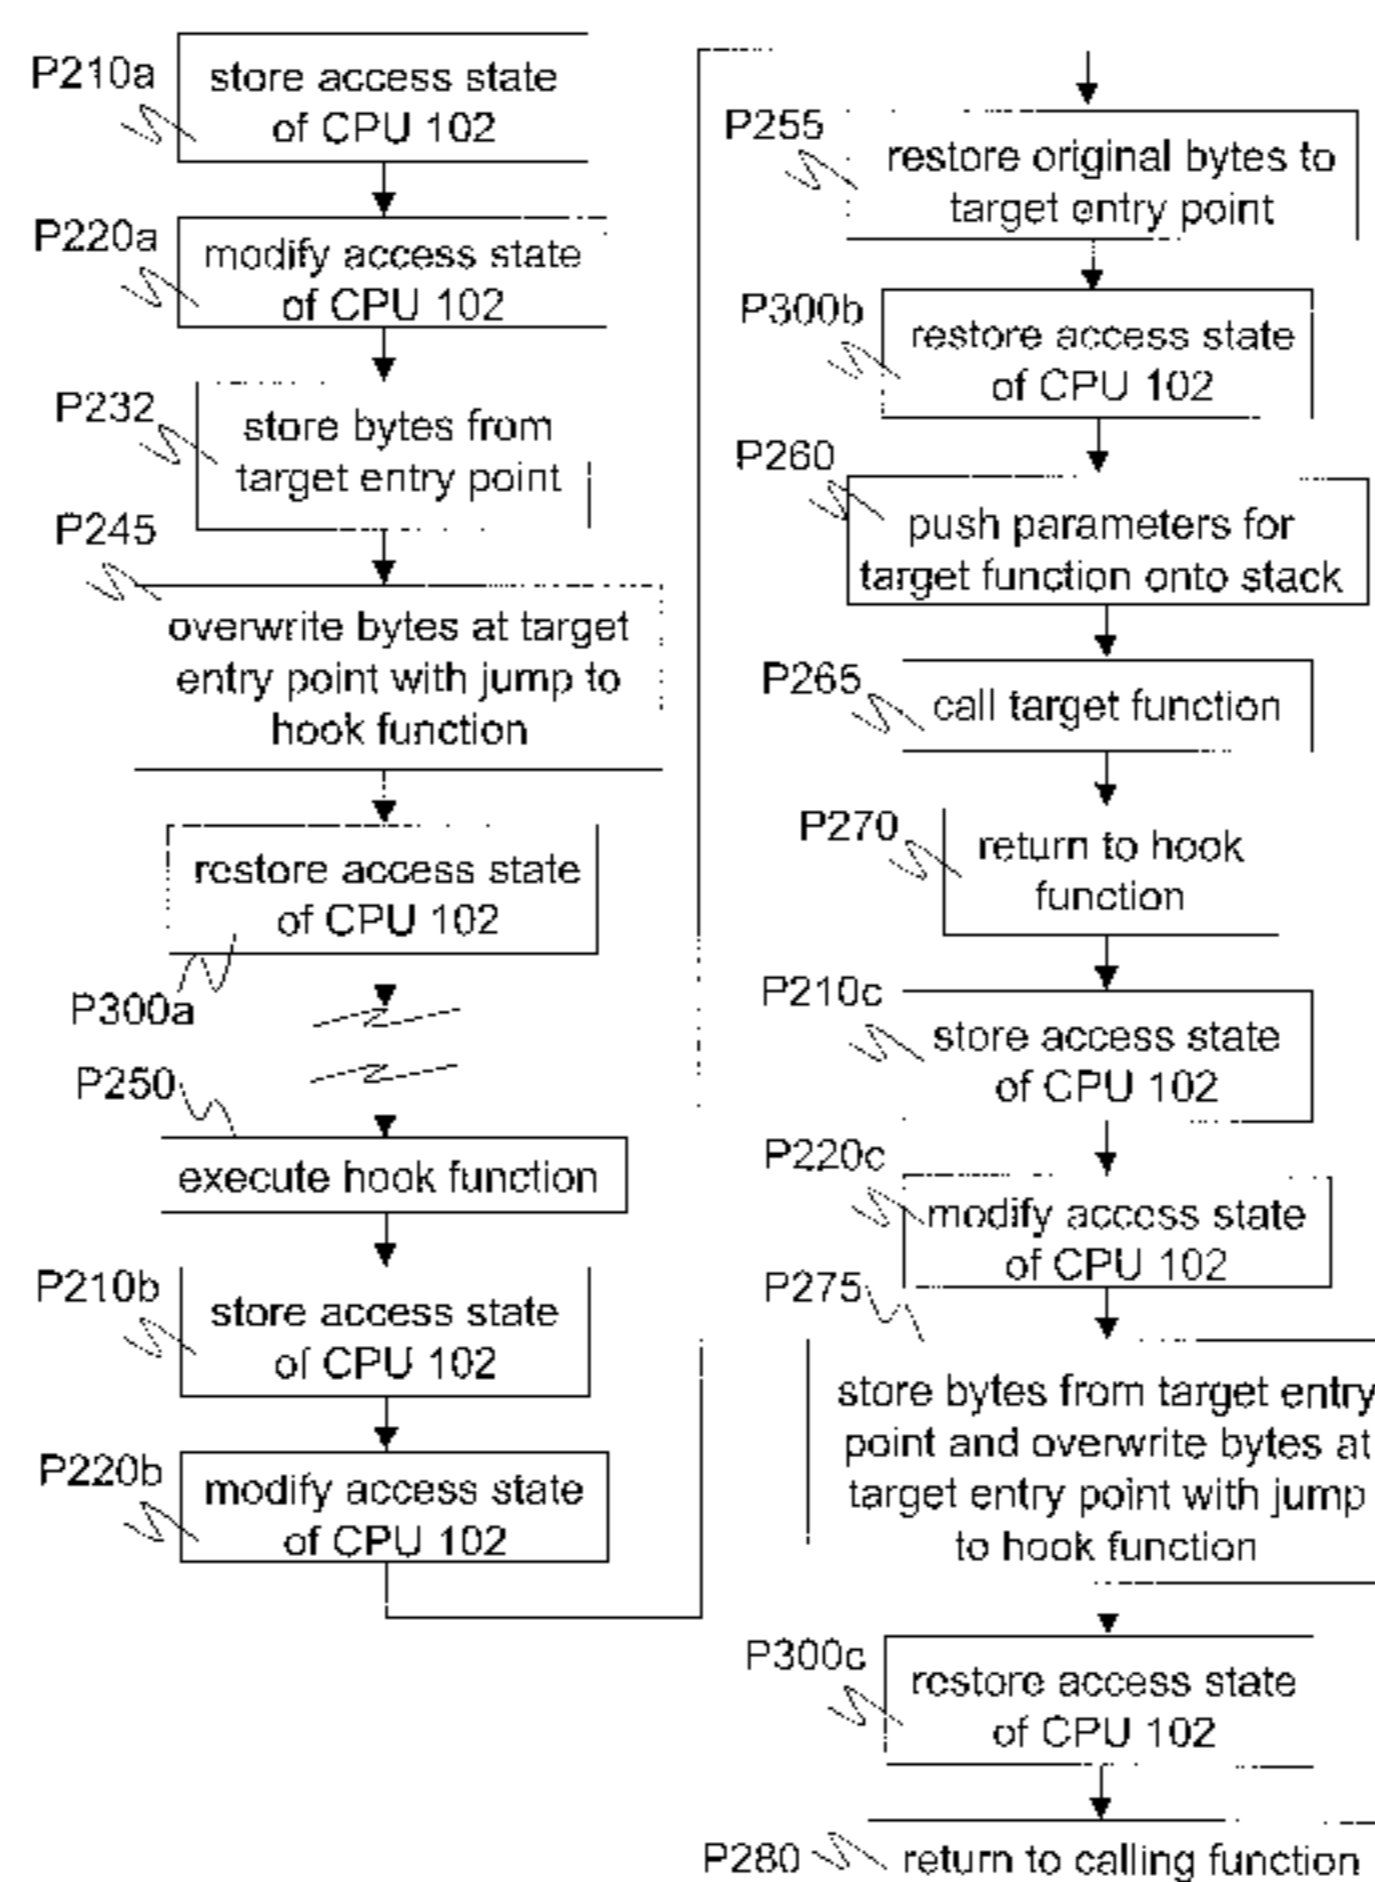 P210a
store access state
of CPU 102
P220a
modify access state
of CPU 102
P232
store bytes from
target entry point
P245
overwrite bytes at target
entry point with jump to
hook function
restore access state
of CPU 102
P300a
P250
execute hook function
P210b
store access state
of CPU 102
P220b
modify access state
of CPU 102
P255
restore original bytes to
target entry point
P300b
restore access state
of CPU 102
P260
push parameters for
target function onto stack
P265
call target function
P270
return to hook
function
P210c
store access state
of CPU 102
P220c
modify access state
of CPU 102
P275
store bytes from target entry
point and overwrite bytes at
target entry point with jump
to hook function
P300c
restore access state
of CPU 102
P280
return to calling function